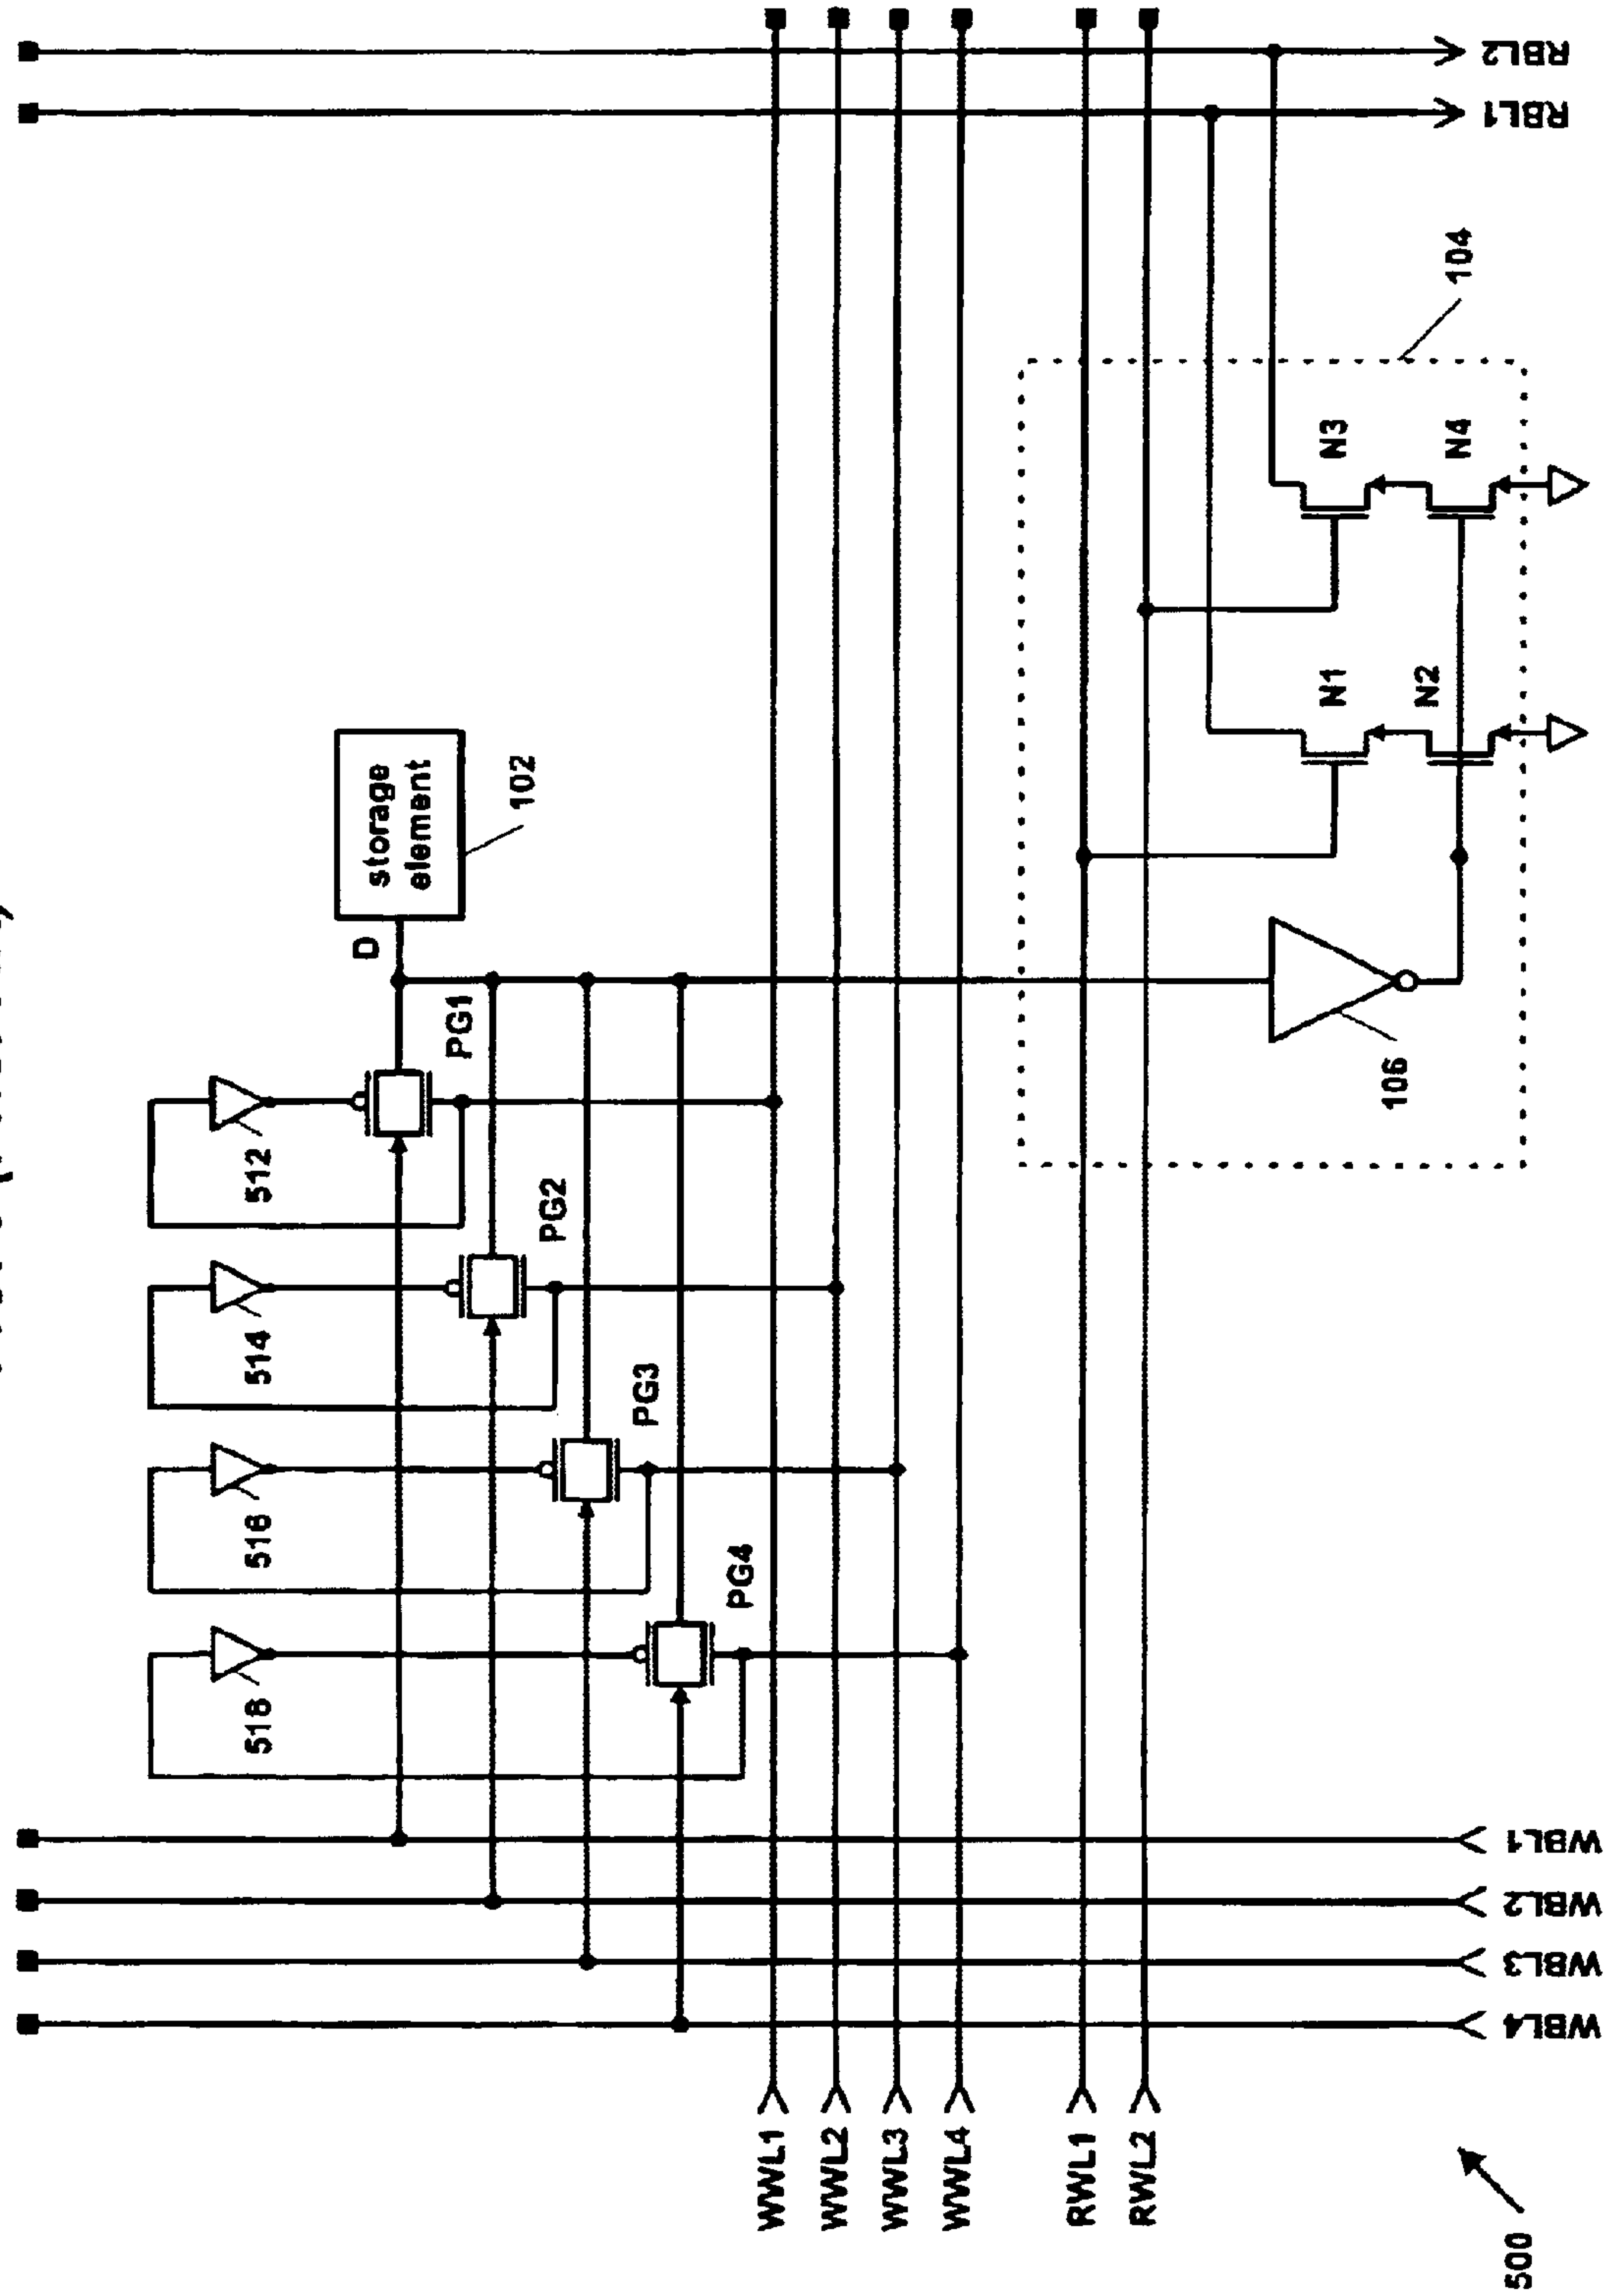 512
514
516
518
PG1
PG2
PG3
PG4
D
storage
element
102
WBL4
WBL3
WBL2
WBL1
RBL1
RBL2
WWL1
WWL2
WWL3
WWL4
RWL1
RWL2
104
106
N1
N2
N3
N4
500